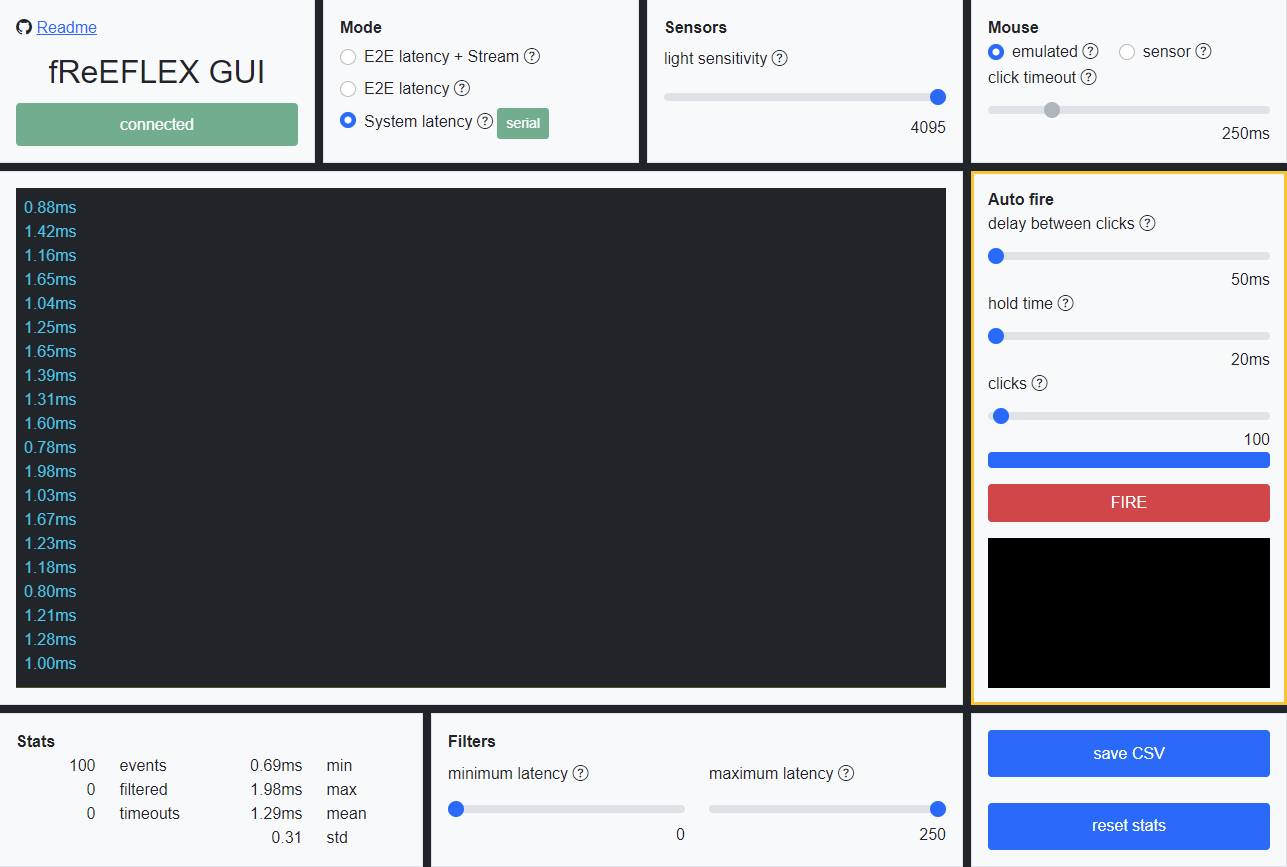 Readme
fReEFLEX GUI
connected
Mode
E2E latency + Stream ?
E2E latency ?
System latency ? serial
Sensors
light sensitivity ?
4095
Mouse
emulated ? sensor ?
click timeout ?
250ms
0.88ms
1.42ms
1.16ms
1.65ms
1.04ms
1.25ms
1.65ms
1.39ms
1.31ms
1.60ms
0.78ms
1.98ms
1.03ms
1.67ms
1.23ms
1.18ms
0.80ms
1.21ms
1.28ms
1.00ms
Auto fire
delay between clicks ?
50ms
hold time ?
20ms
clicks ?
100
FIRE
Stats
100 events 0.69ms min
0 filtered 1.98ms max
0 timeouts 1.29ms mean
0.31 std
Filters
minimum latency ? maximum latency ?
0 250
save CSV
reset stats